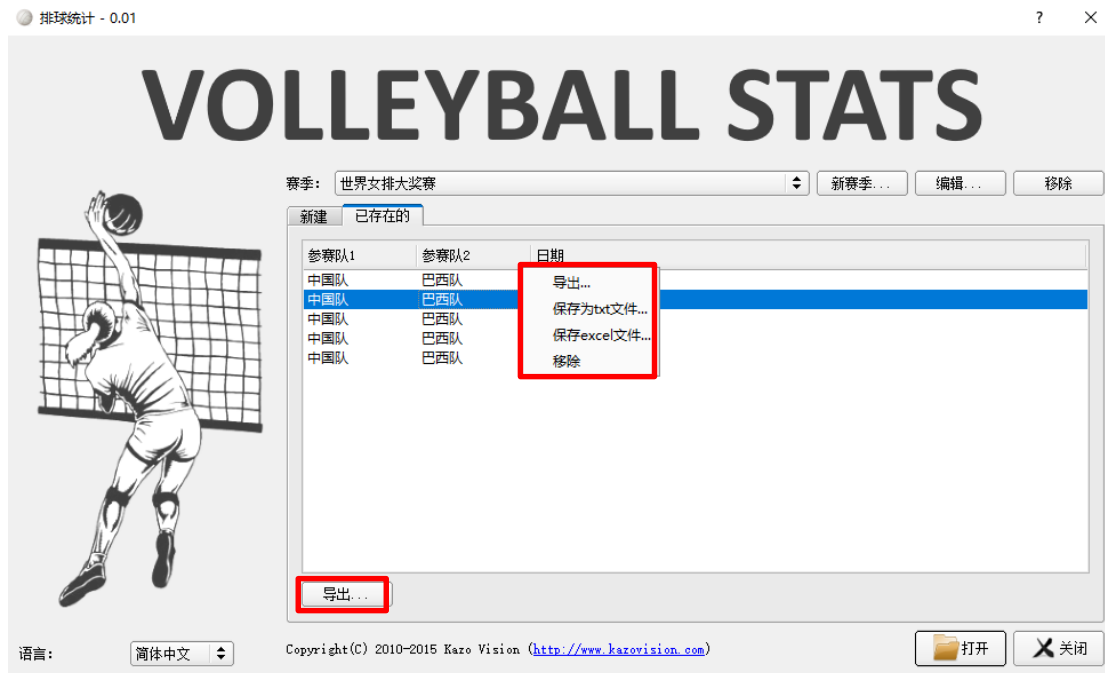 排球统计 - 0.01
?
VOLLEYBALL STATS
赛季： 世界女排大奖赛 新赛季... 编辑... 移除
新建 已存在的
参赛队1 参赛队2 日期
中国队 巴西队
中国队 巴西队
中国队 巴西队
中国队 巴西队
中国队 巴西队
导出...
保存为txt文件...
保存excel文件...
移除
导出...
语言： 简体中文 Copyright(C) 2010-2015 Kazo Vision (http://www.kazovision.com) 打开 关闭